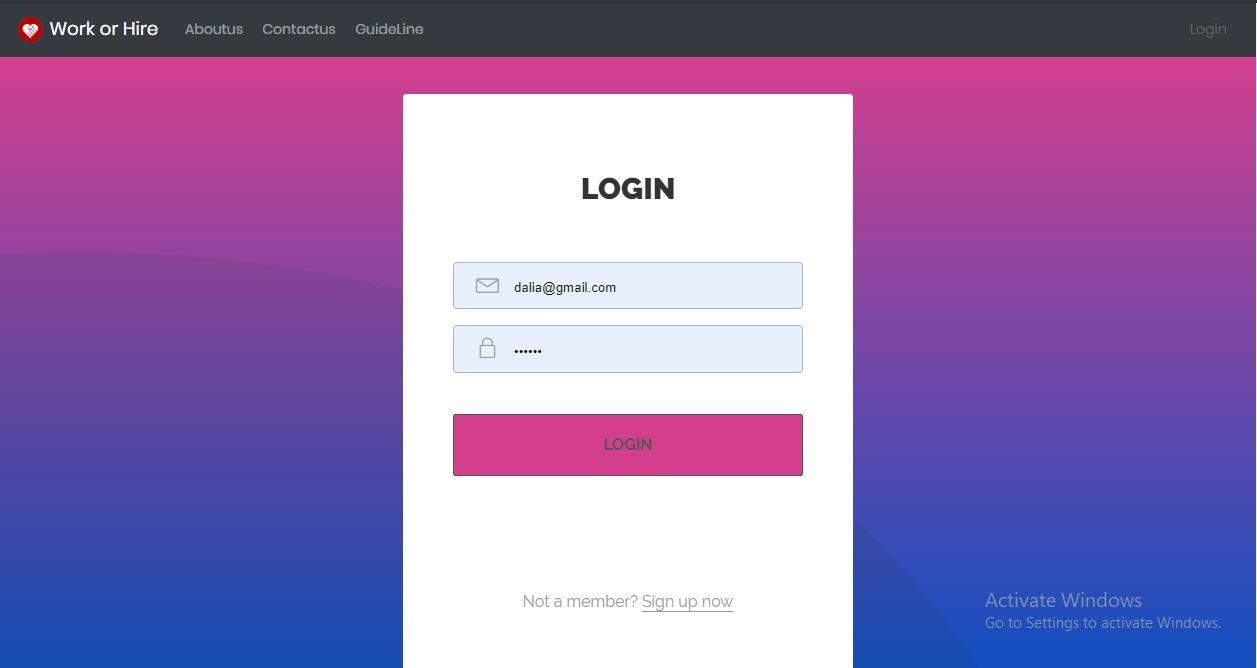 Work or Hire Aboutus Contactus GuideLine Login
LOGIN
dalia@gmail.com
••••••
LOGIN
Not a member? Sign up now
Activate Windows
Go to Settings to activate Windows.